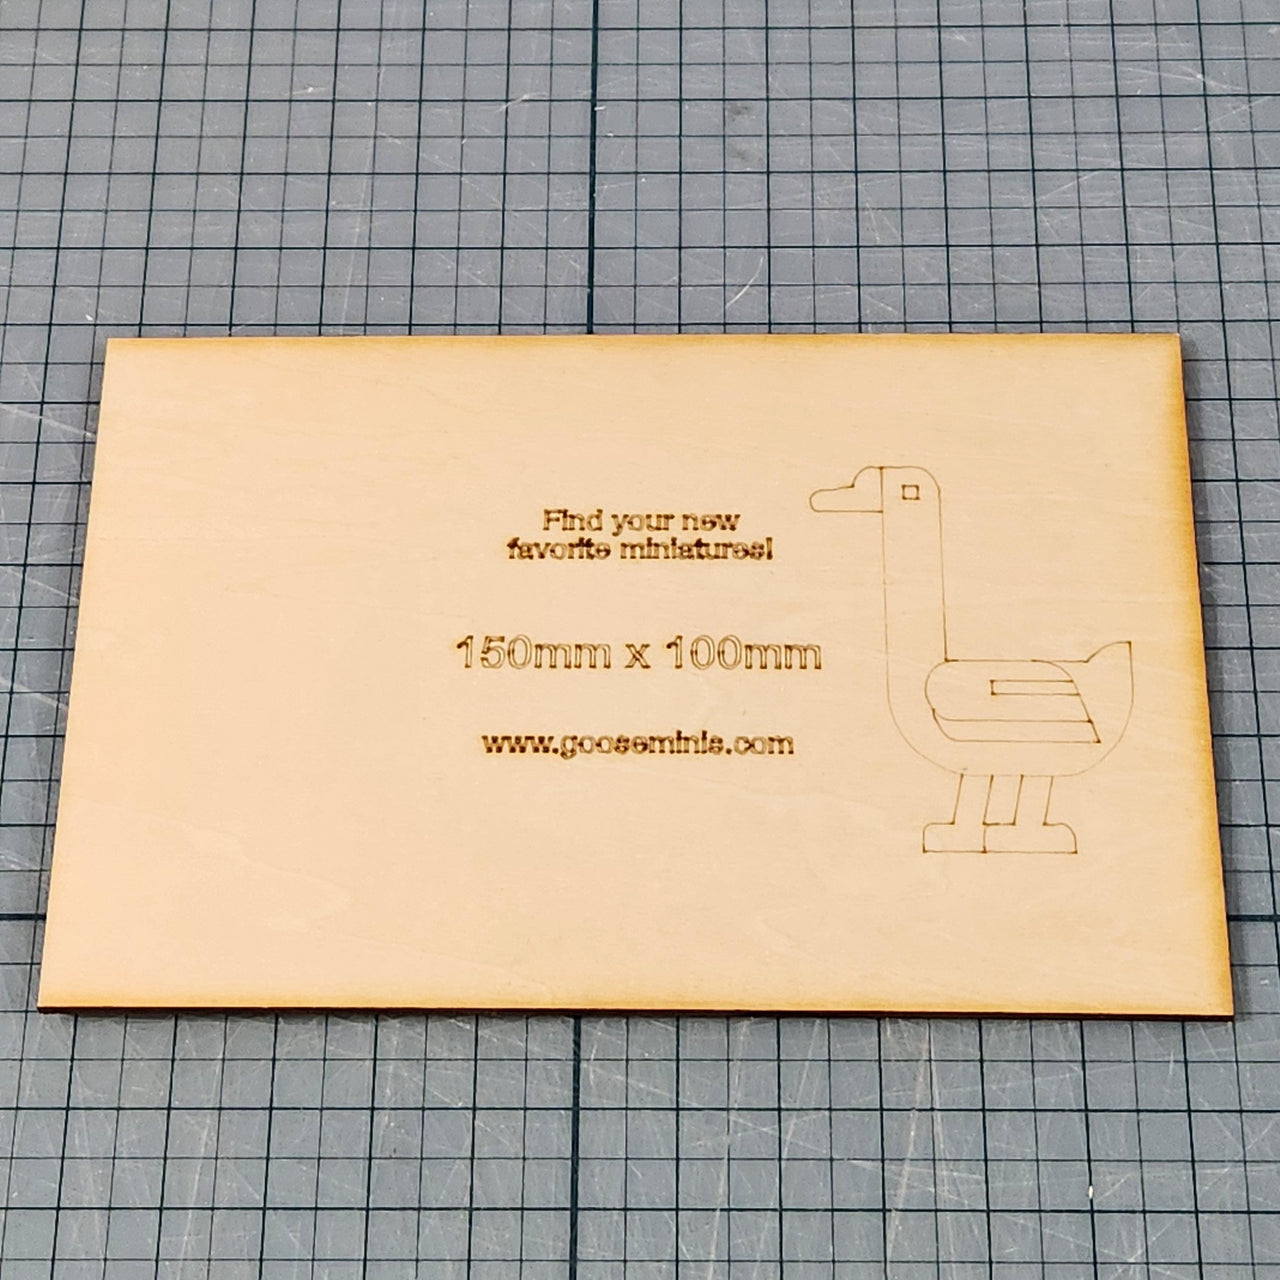 Find your new
favorite miniatures!
150mm x 100mm
www.gooseminis.com